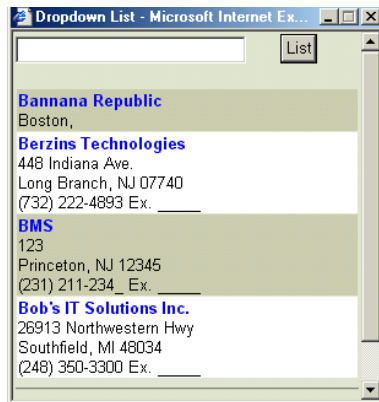 Dropdown List - Microsoft Internet Ex...
List
Bannana Republic
Boston,
Berzins Technologies
448 Indiana Ave.
Long Branch, NJ 07740
(732) 222-4893 Ex. _____
BMS
123
Princeton, NJ 12345
(231) 211-234_ Ex. _____
Bob's IT Solutions Inc.
26913 Northwestern Hwy
Southfield, MI 48034
(248) 350-3300 Ex. _____